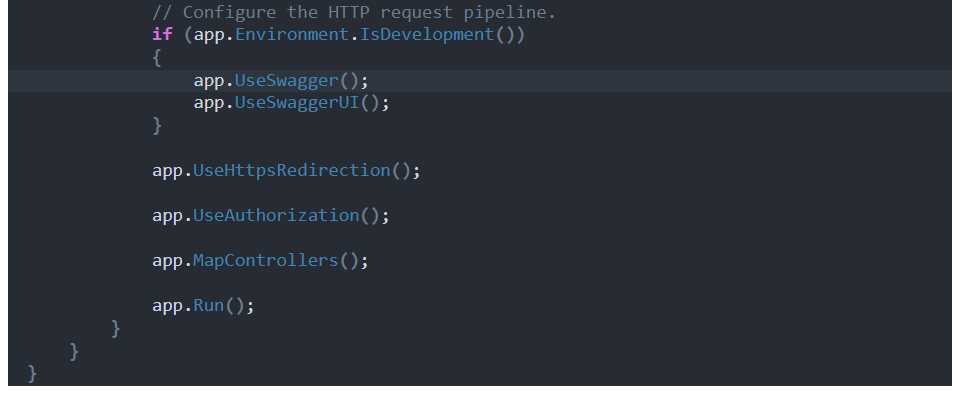 // Configure the HTTP request pipeline.
if (app.Environment.IsDevelopment())
{
app.UseSwagger();
app.UseSwaggerUI();
}
app.UseHttpsRedirection();
app.UseAuthorization();
app.MapControllers();
app.Run();
}
}
}